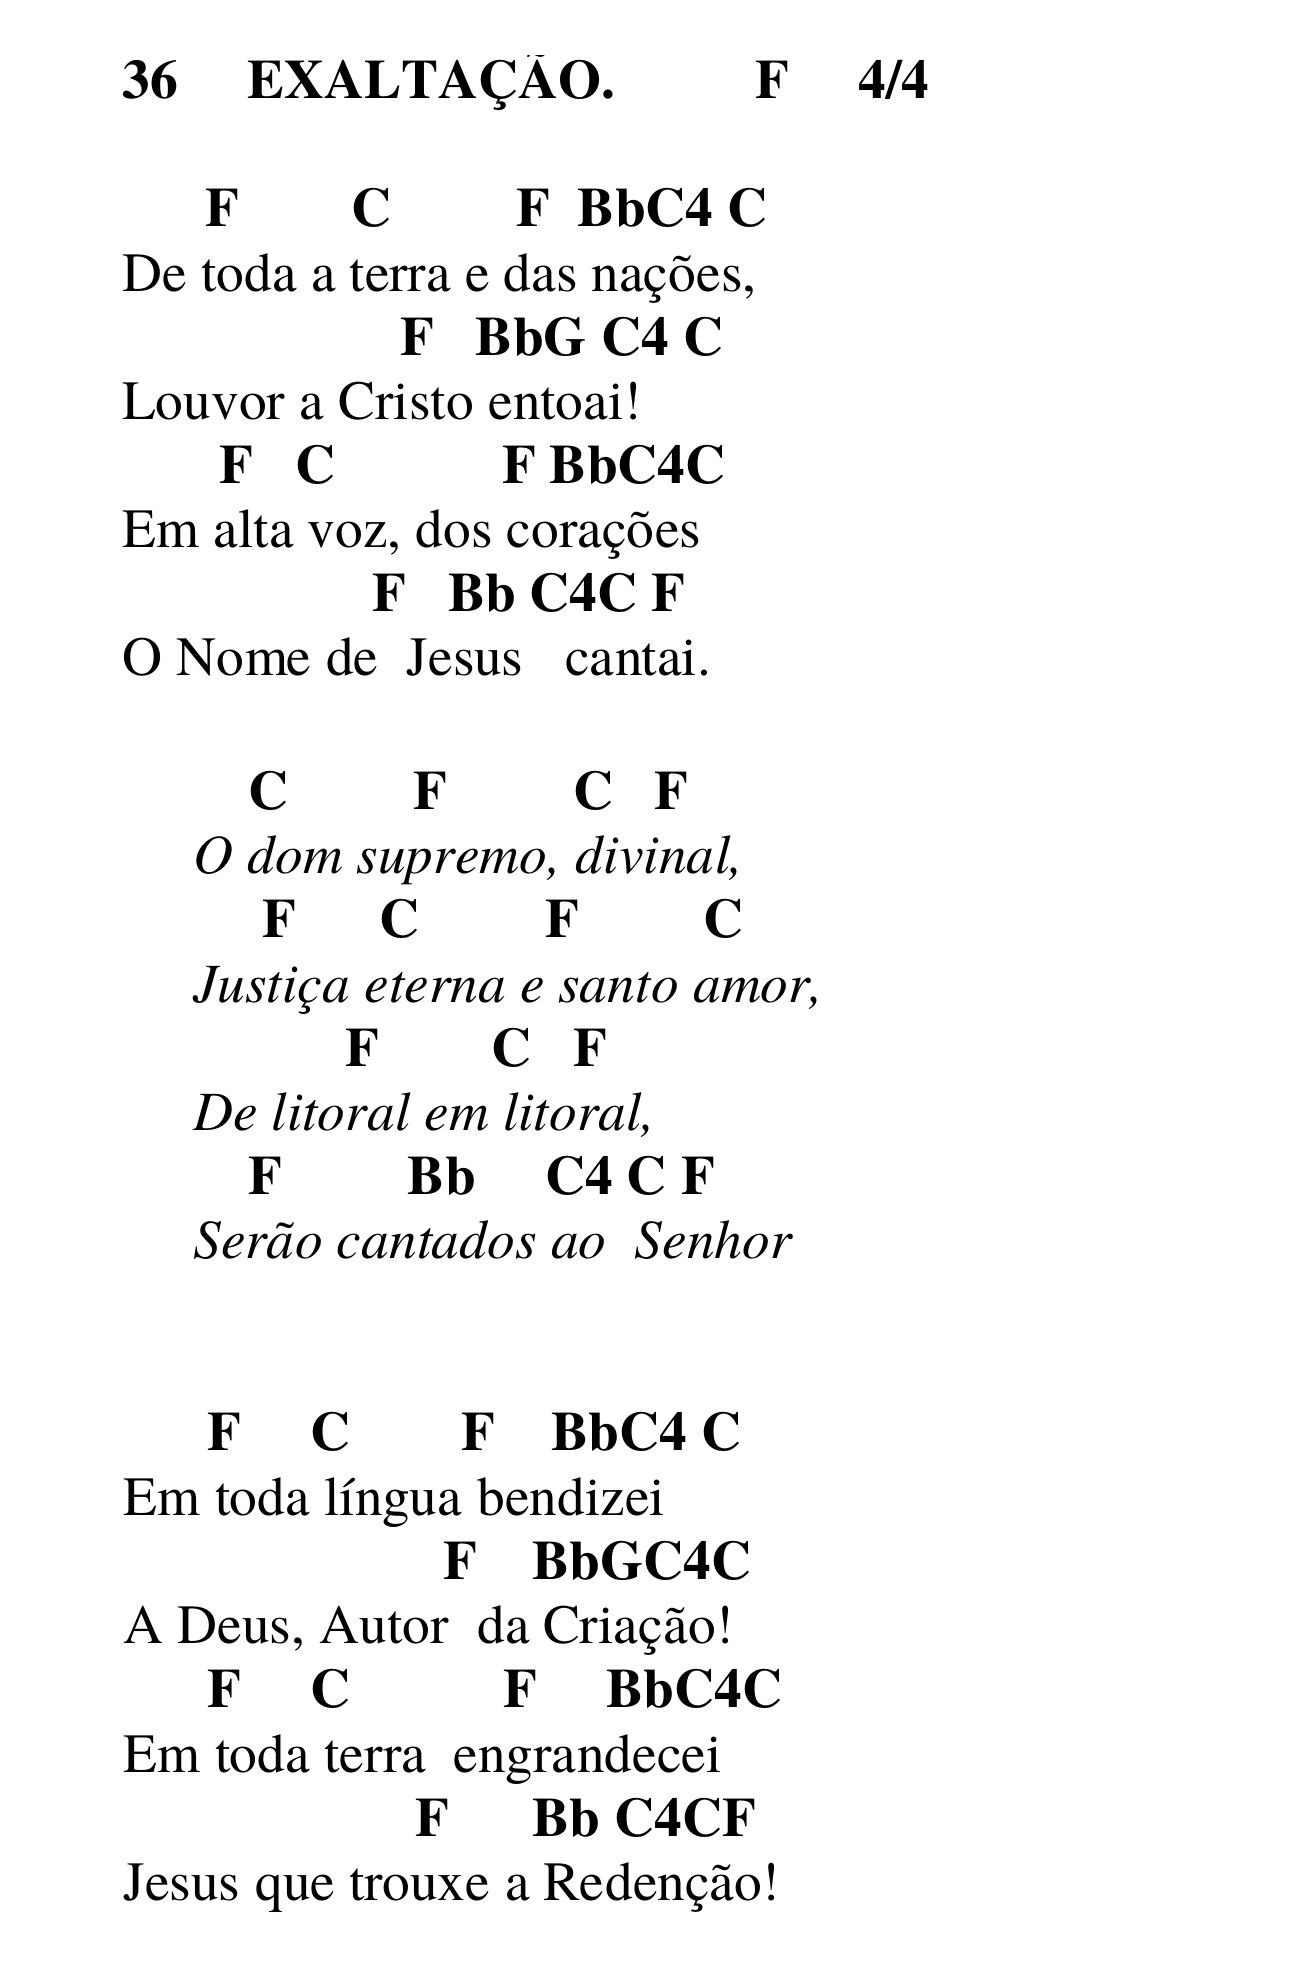 36 EXALTAÇÃO. F 4/4
F C F BbC4 C
De toda a terra e das nações,
F BbG C4 C
Louvor a Cristo entoai!
F C F BbC4C
Em alta voz, dos corações
F Bb C4C F
O Nome de Jesus cantai.
C F C F
O dom supremo, divinal,
F C F C
Justiça eterna e santo amor,
F C F
De litoral em litoral,
F Bb C4 C F
Serão cantados ao Senhor
F C F BbC4 C
Em toda língua bendizei
F BbGC4C
A Deus, Autor da Criação!
F C F BbC4C
Em toda terra engrandecei
F Bb C4CF
Jesus que trouxe a Redenção!